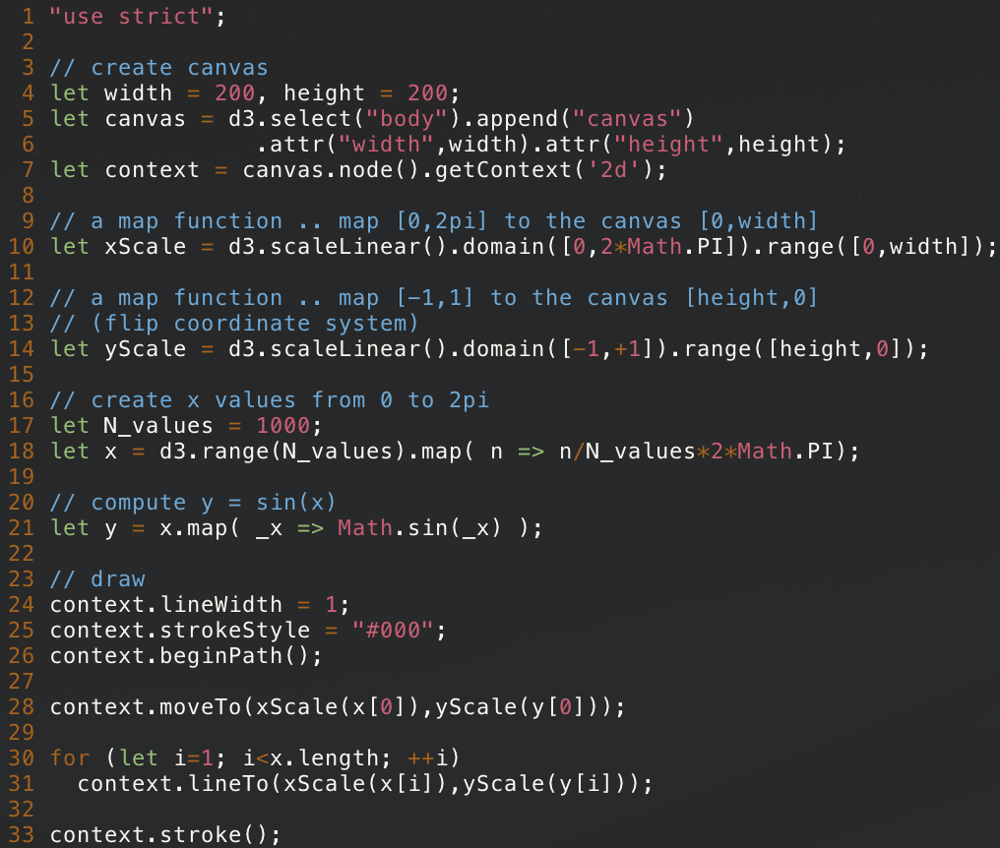 1 "use strict";
2
3 // create canvas
4 let width = 200, height = 200;
5 let canvas = d3.select("body").append("canvas")
6                .attr("width",width).attr("height",height);
7 let context = canvas.node().getContext('2d');
8
9 // a map function .. map [0,2pi] to the canvas [0,width]
10 let xScale = d3.scaleLinear().domain([0,2*Math.PI]).range([0,width]);
11
12 // a map function .. map [-1,1] to the canvas [height,0]
13 // (flip coordinate system)
14 let yScale = d3.scaleLinear().domain([-1,+1]).range([height,0]);
15
16 // create x values from 0 to 2pi
17 let N_values = 1000;
18 let x = d3.range(N_values).map( n => n/N_values*2*Math.PI);
19
20 // compute y = sin(x)
21 let y = x.map( _x => Math.sin(_x) );
22
23 // draw
24 context.lineWidth = 1;
25 context.strokeStyle = "#000";
26 context.beginPath();
27
28 context.moveTo(xScale(x[0]),yScale(y[0]));
29
30 for (let i=1; i<x.length; ++i)
31   context.lineTo(xScale(x[i]),yScale(y[i]));
32
33 context.stroke();